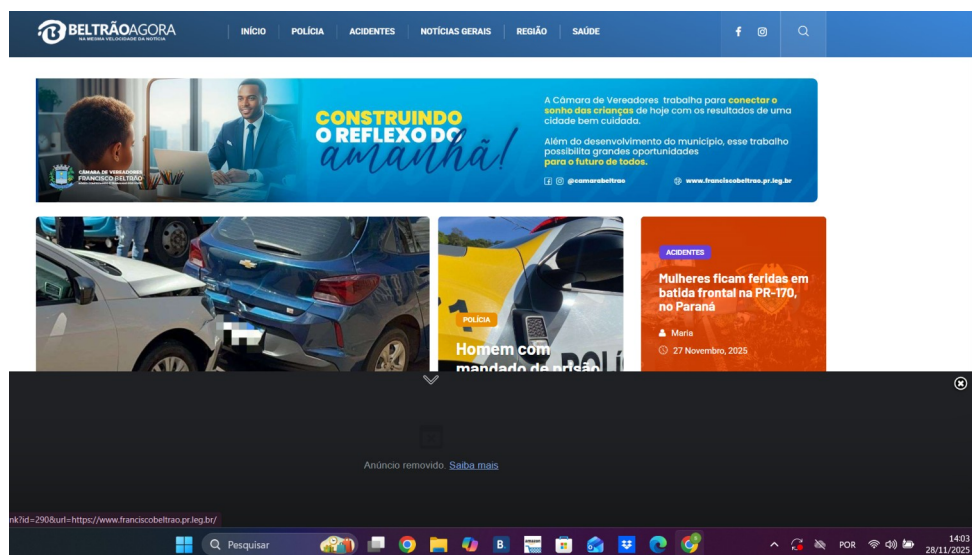 BELTRÃOAGORA
NA MESMA VELOCIDADE DA NOTÍCIA
INÍCIO
POLÍCIA
ACIDENTES
NOTÍCIAS GERAIS
REGIÃO
SAÚDE
CONSTRUINDO
O REFLEXO DO
amanhã!
A Câmara de Vereadores trabalha para conectar o
sonho das crianças de hoje com os resultados de uma
cidade bem cuidada.
Além do desenvolvimento do município, esse trabalho
possibilita grandes oportunidades
para o futuro de todos.
@camarabeltrao
www.franciscobeltrao.pr.leg.br
CÂMARA DE VEREADORES
FRANCISCO BELTRÃO
POLÍCIA
Homem com
mandado de prisão
POLÍ
ACIDENTES
Mulheres ficam feridas em
batida frontal na PR-170,
no Paraná
Maria
27 Novembro, 2025
Anúncio removido. Saiba mais
nk?id=290&url=https://www.franciscobeltrao.pr.leg.br/
Pesquisar
POR
14:03
28/11/2025